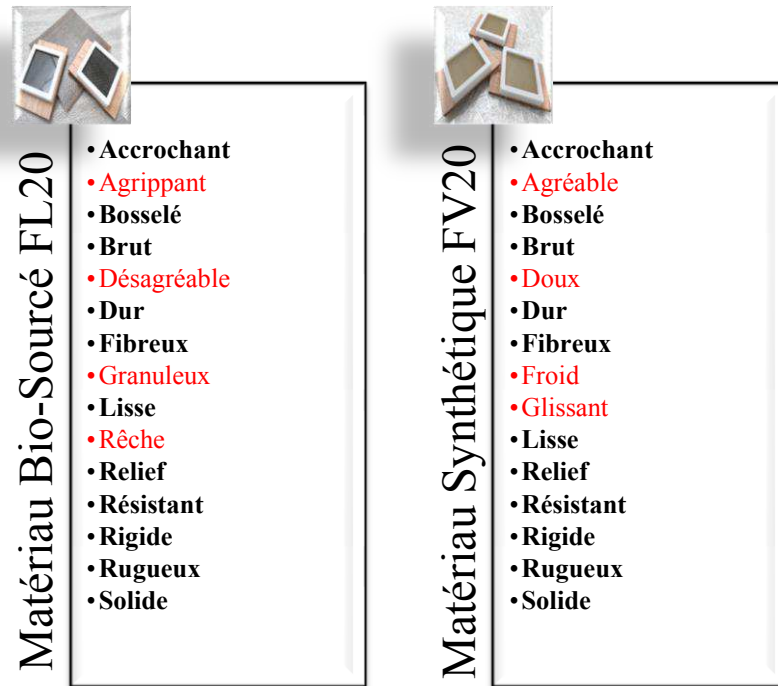 Matériau Bio-Sourcé FL20
•Accrochant
•Agrippant
•Bosselé
•Brut
•Désagréable
•Dur
•Fibreux
•Granuleux
•Lisse
•Rêche
•Relief
•Résistant
•Rigide
•Rugueux
•Solide
Matériau Synthétique FV20
•Accrochant
•Agréable
•Bosselé
•Brut
•Doux
•Dur
•Fibreux
•Froid
•Glissant
•Lisse
•Relief
•Résistant
•Rigide
•Rugueux
•Solide